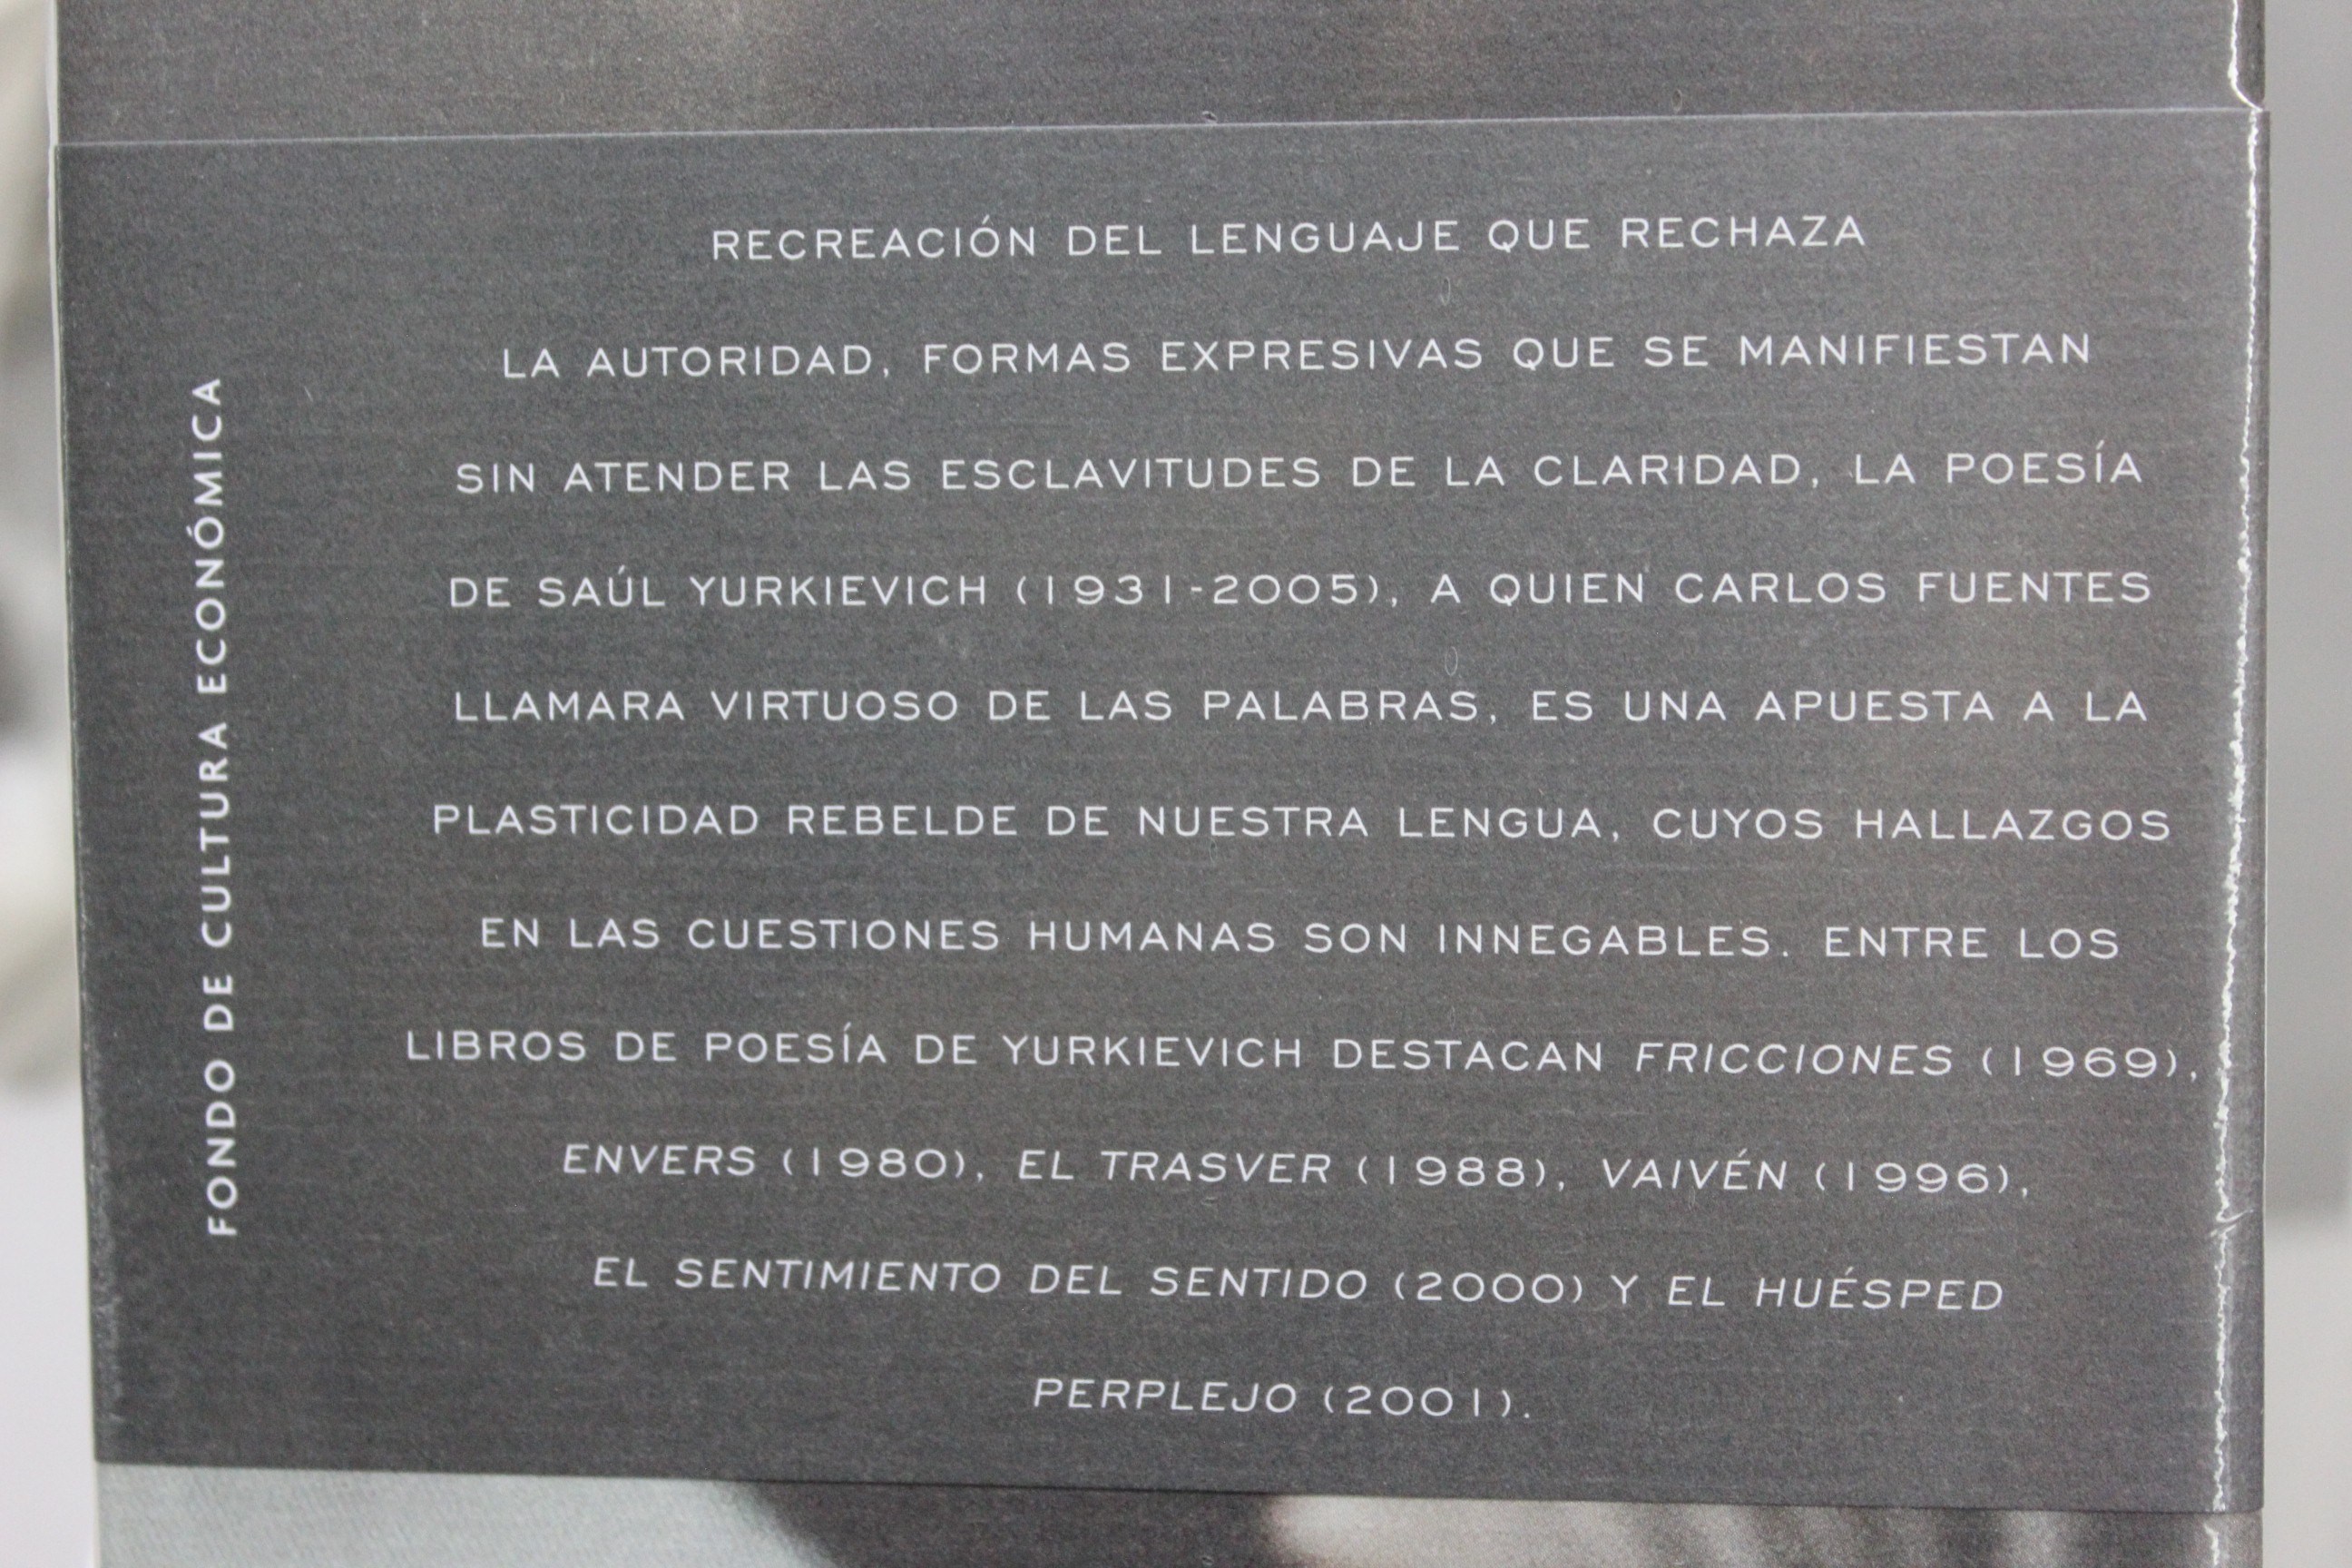 FONDO DE CULTURA ECONÓMICA
RECREACIÓN DEL LENGUAJE QUE RECHAZA
LA AUTORIDAD, FORMAS EXPRESIVAS QUE SE MANIFIESTAN
SIN ATENDER LAS ESCLAVITUDES DE LA CLARIDAD, LA POESÍA
DE SAÚL YURKIEVICH (1931-2005), A QUIEN CARLOS FUENTES
LLAMARA VIRTUOSO DE LAS PALABRAS, ES UNA APUESTA A LA
PLASTICIDAD REBELDE DE NUESTRA LENGUA, CUYOS HALLAZGOS
EN LAS CUESTIONES HUMANAS SON INNEGABLES. ENTRE LOS
LIBROS DE POESÍA DE YURKIEVICH DESTACAN FRICCIONES (1969),
ENVERS (1980), EL TRASVER (1988), VAIVÉN (1996),
EL SENTIMIENTO DEL SENTIDO (2000) Y EL HUÉSPED
PERPLEJO (2001).